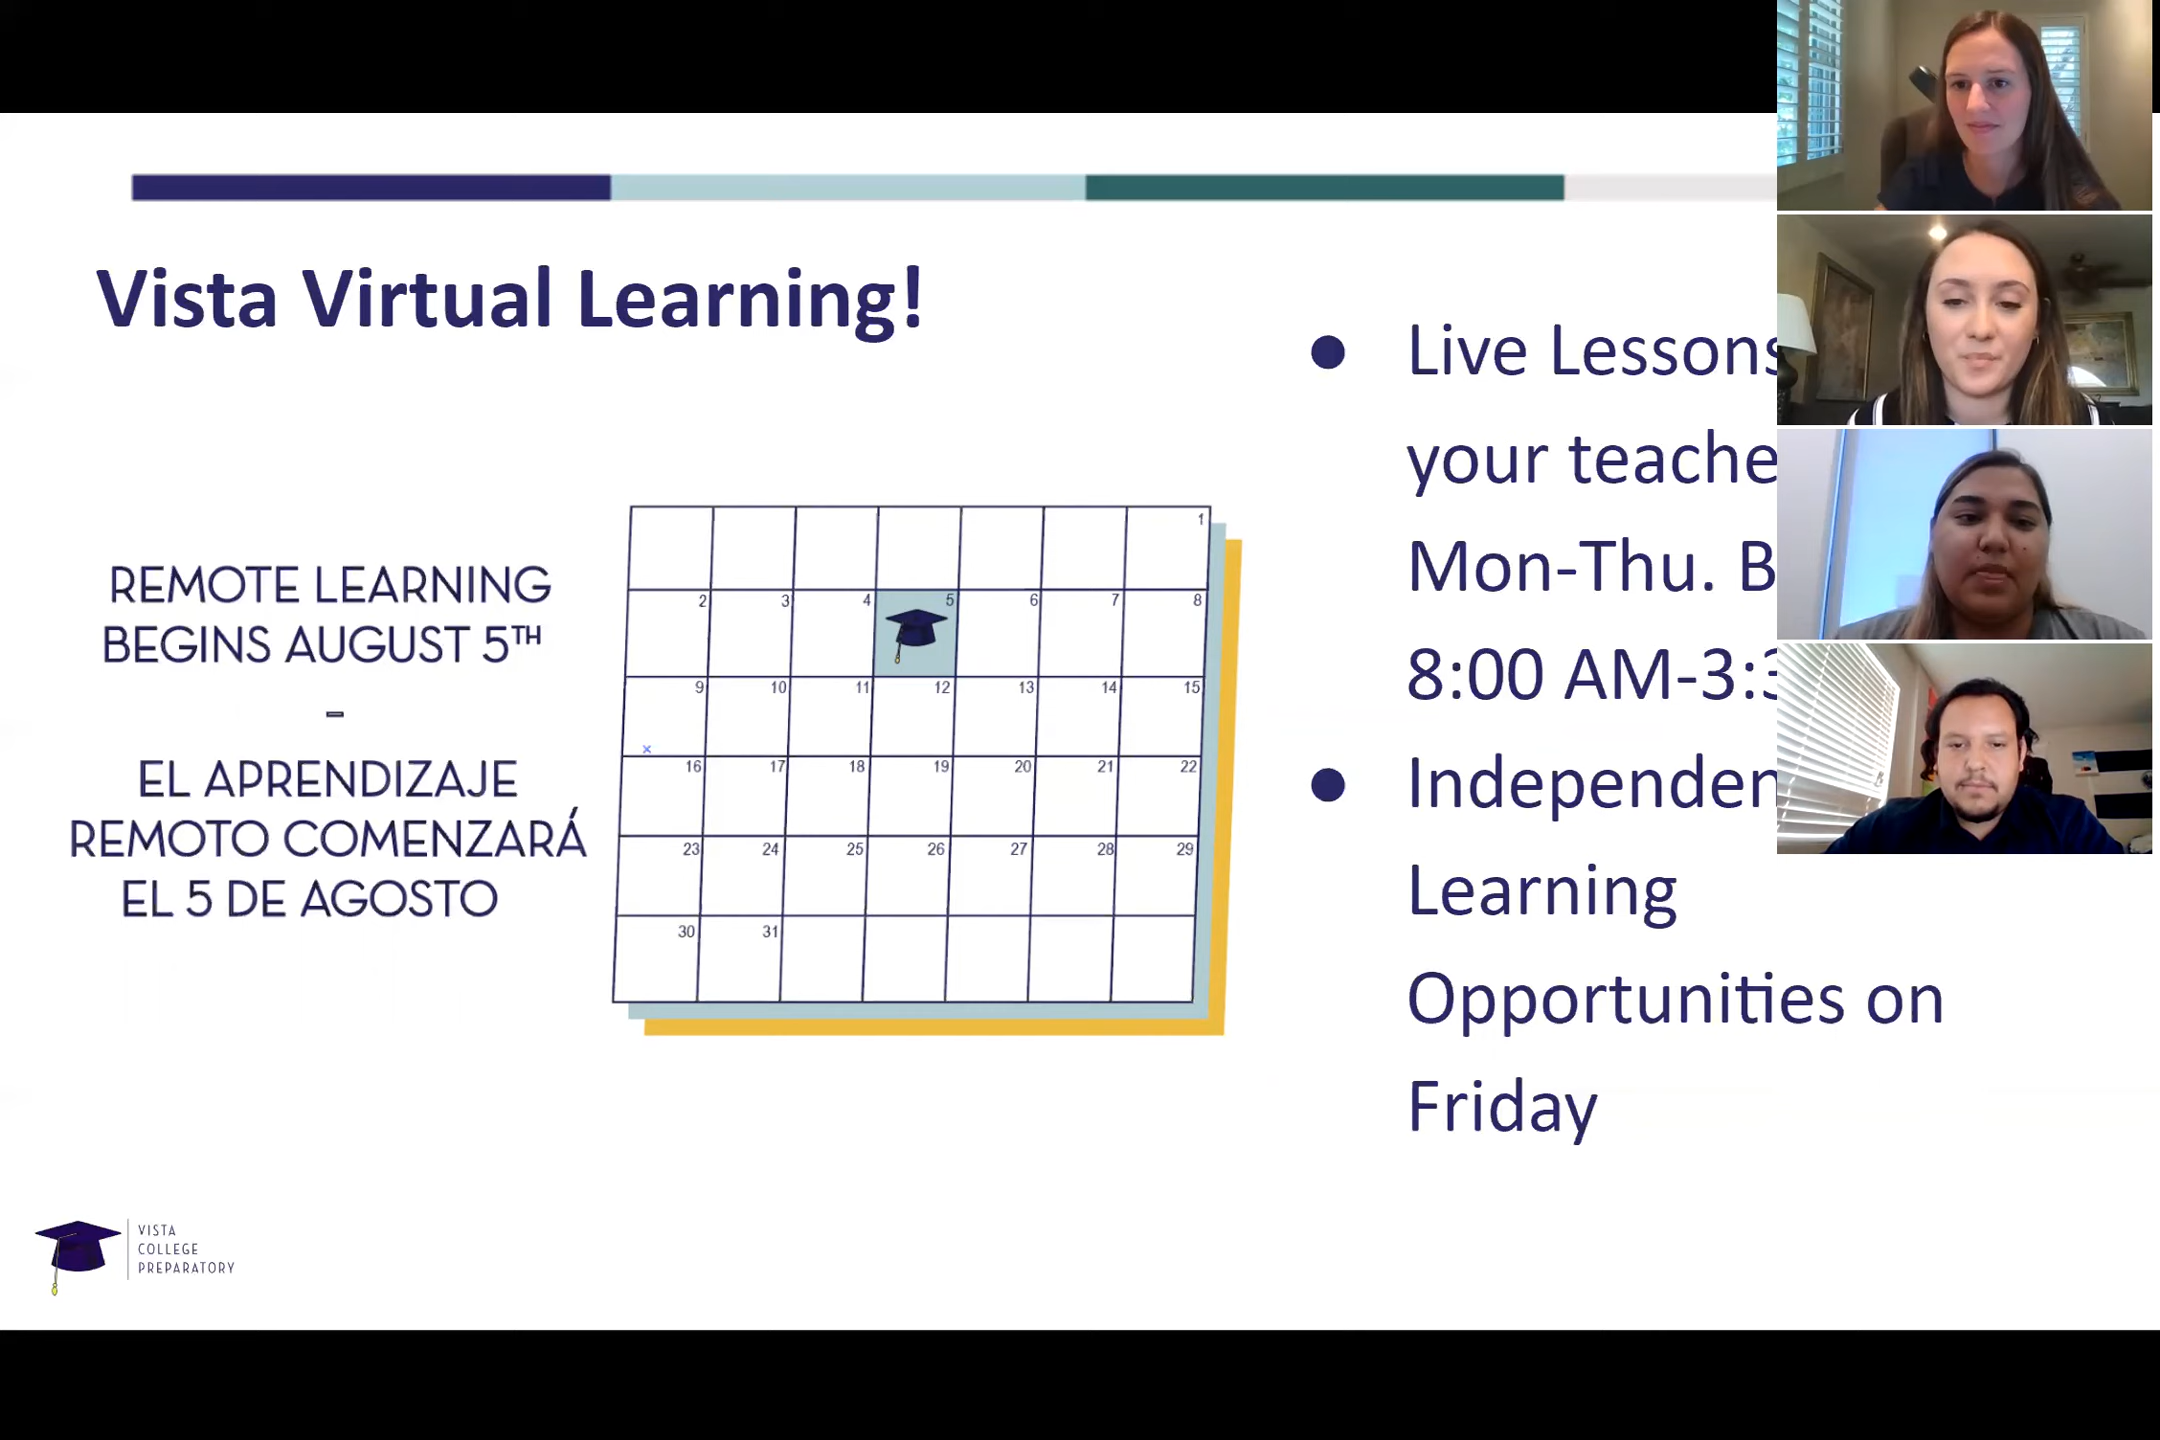 Vista Virtual Learning!
REMOTE LEARNING
BEGINS AUGUST 5TH
-
EL APRENDIZAJE
REMOTO COMENZARÁ
EL 5 DE AGOSTO
1
2 3 4 5 6 7 8
9 10 11 12 13 14 15
16 17 18 19 20 21 22
23 24 25 26 27 28 29
30 31
● Live Lessons
your teache
Mon-Thu. B
8:00 AM-3:3
● Independen
Learning
Opportunities on
Friday
VISTA
COLLEGE
PREPARATORY